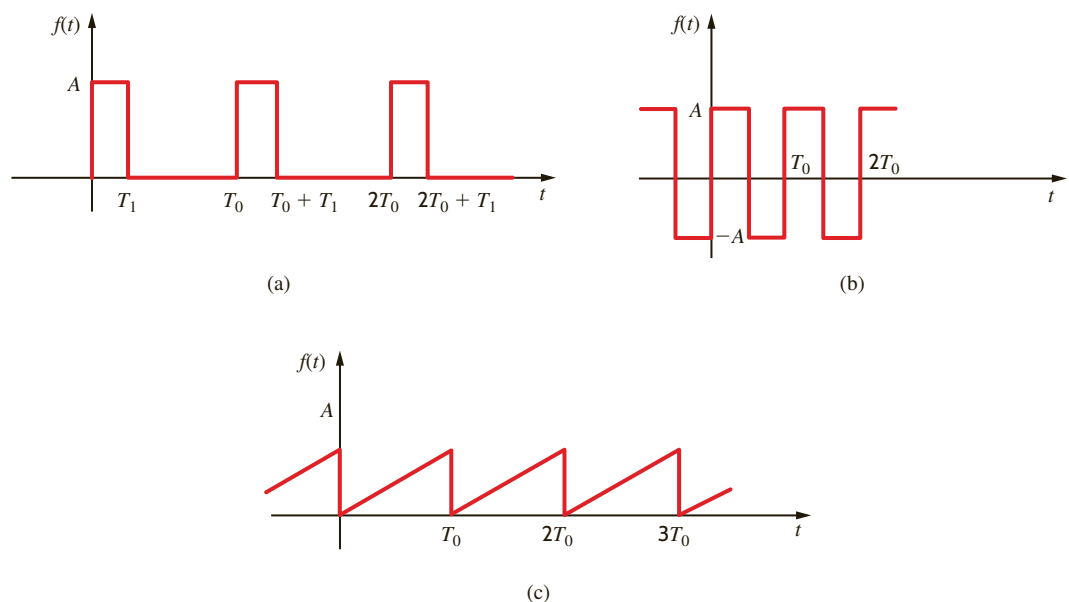 f(t)
A
T₁ T₀ T₀ + T₁ 2T₀ 2T₀ + T₁ t
(a)
f(t)
A
T₀ 2T₀
t
−A
(b)
f(t)
A
T₀ 2T₀ 3T₀ t
(c)